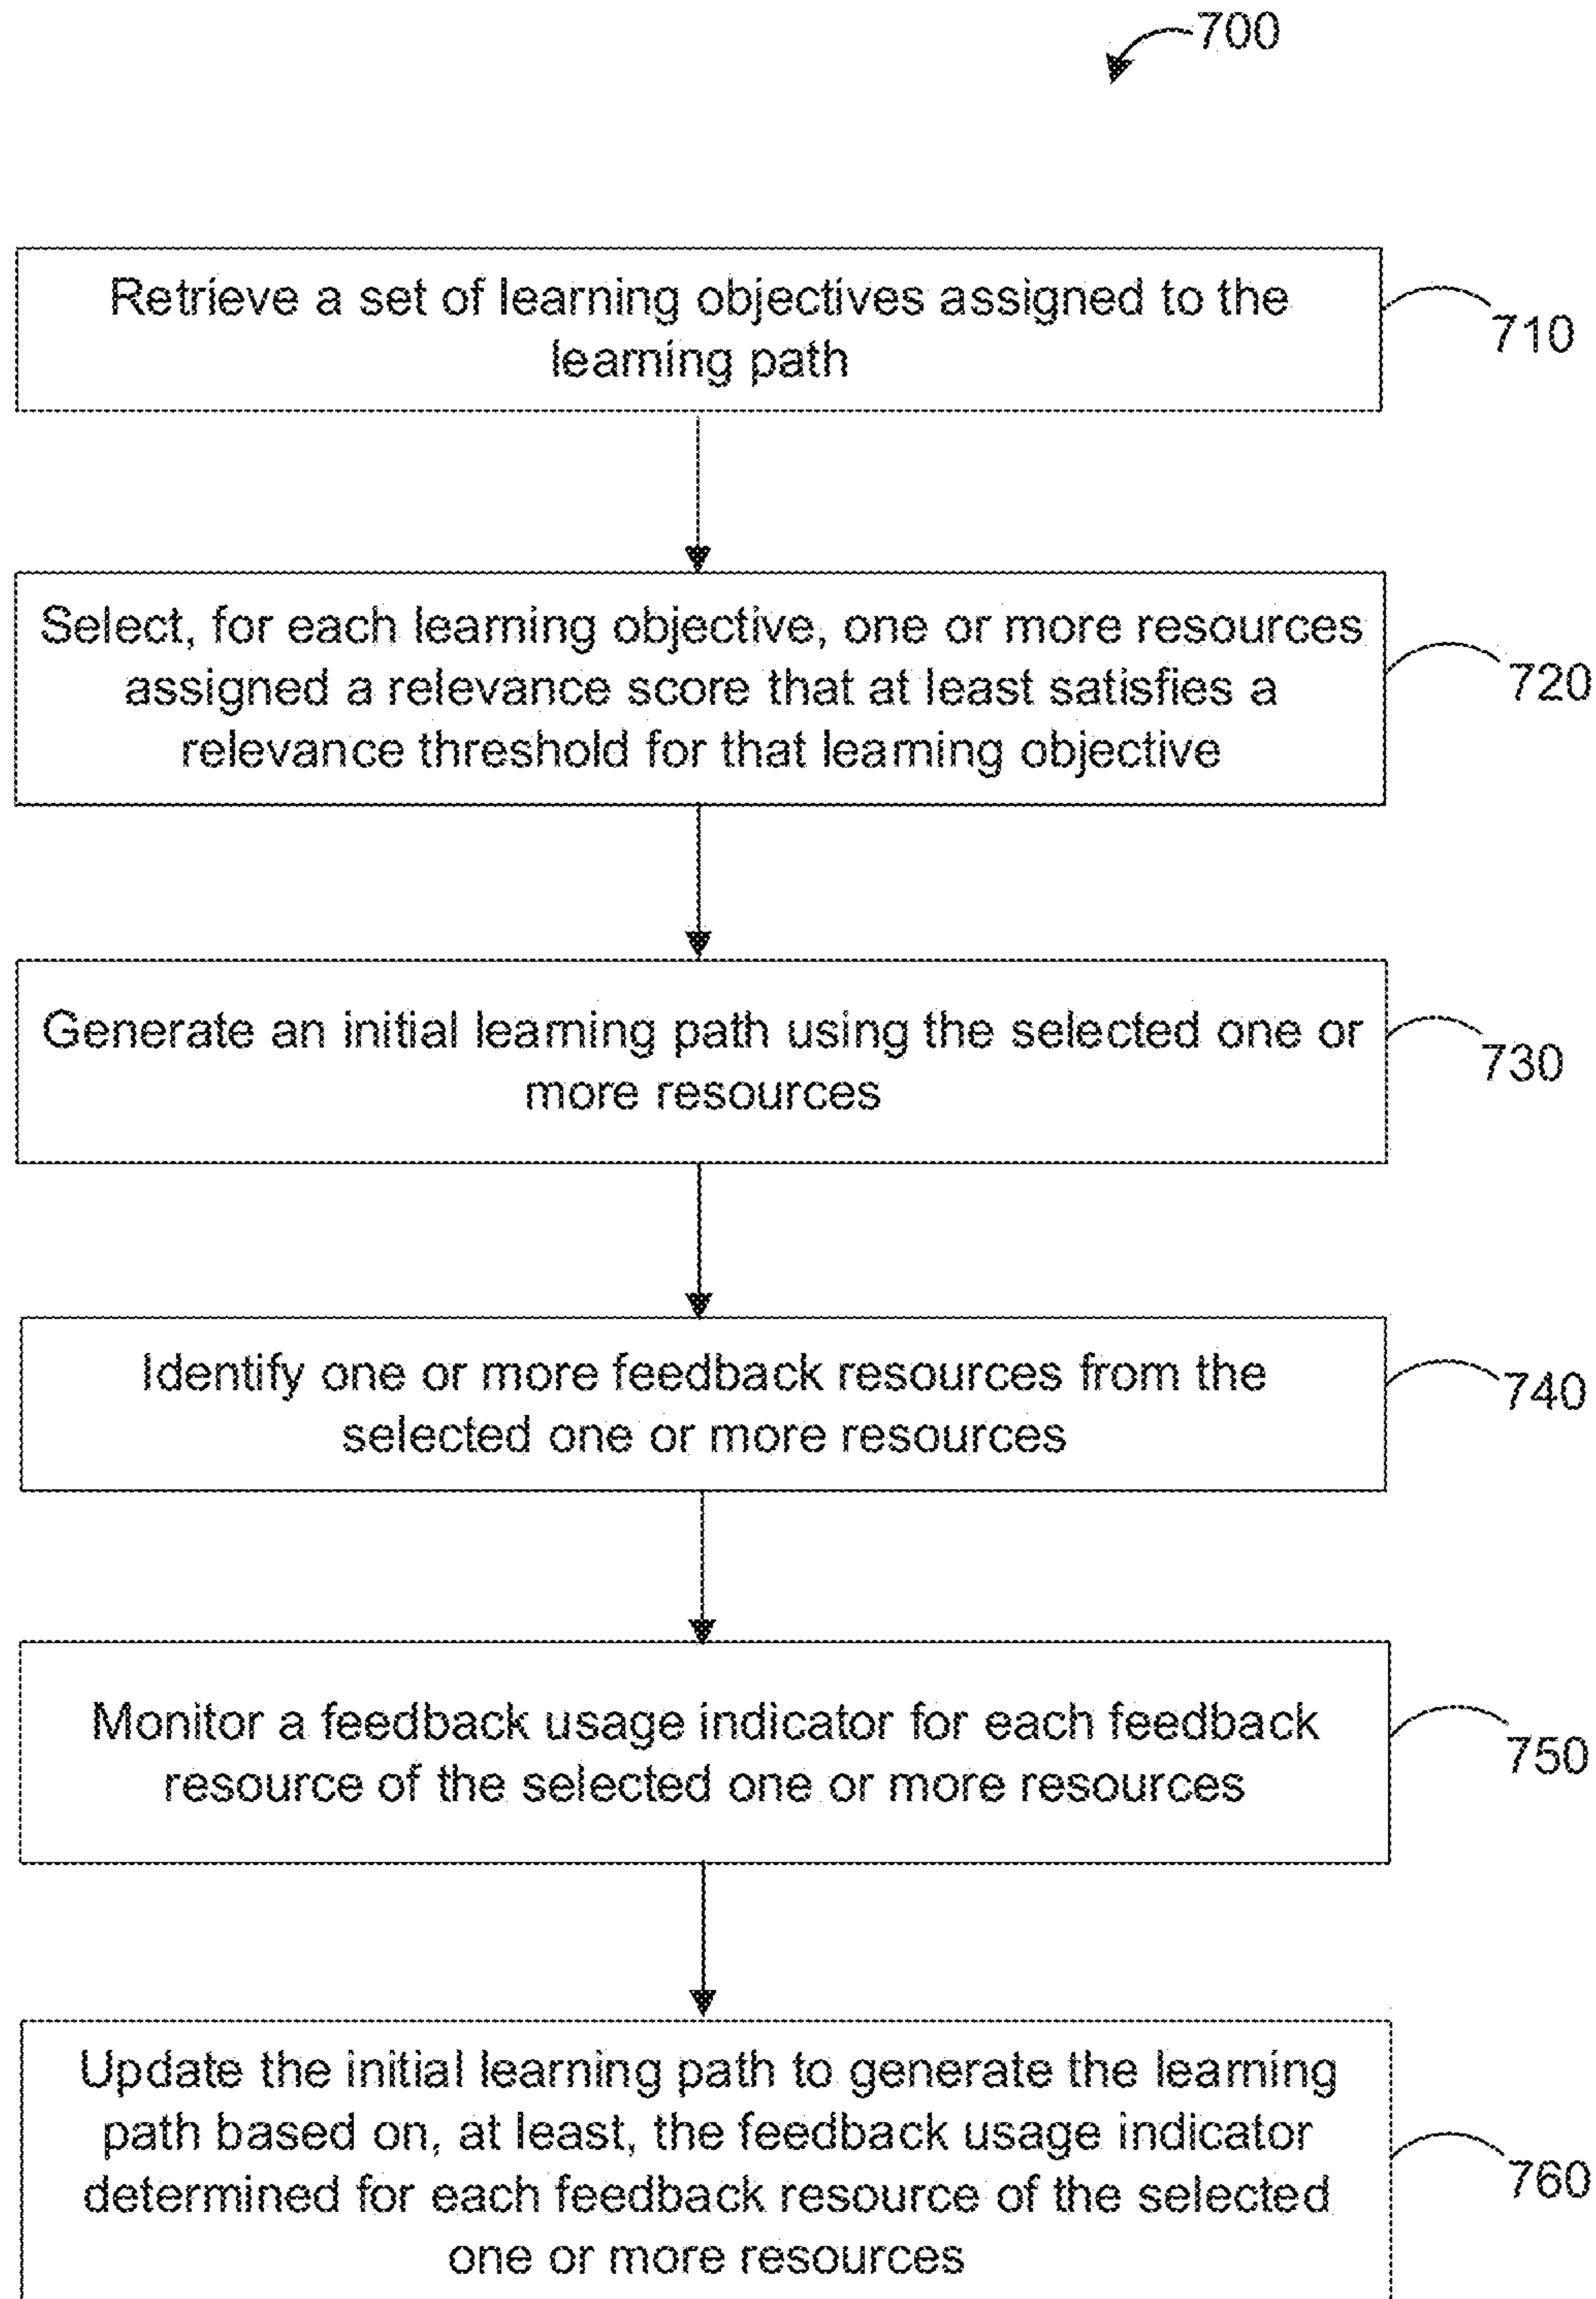 700
Retrieve a set of learning objectives assigned to the
learning path
710
Select, for each learning objective, one or more resources
assigned a relevance score that at least satisfies a
relevance threshold for that learning objective
720
Generate an initial learning path using the selected one or
more resources
730
Identify one or more feedback resources from the
selected one or more resources
740
Monitor a feedback usage indicator for each feedback
resource of the selected one or more resources
750
Update the initial learning path to generate the learning
path based on, at least, the feedback usage indicator
determined for each feedback resource of the selected
one or more resources
760